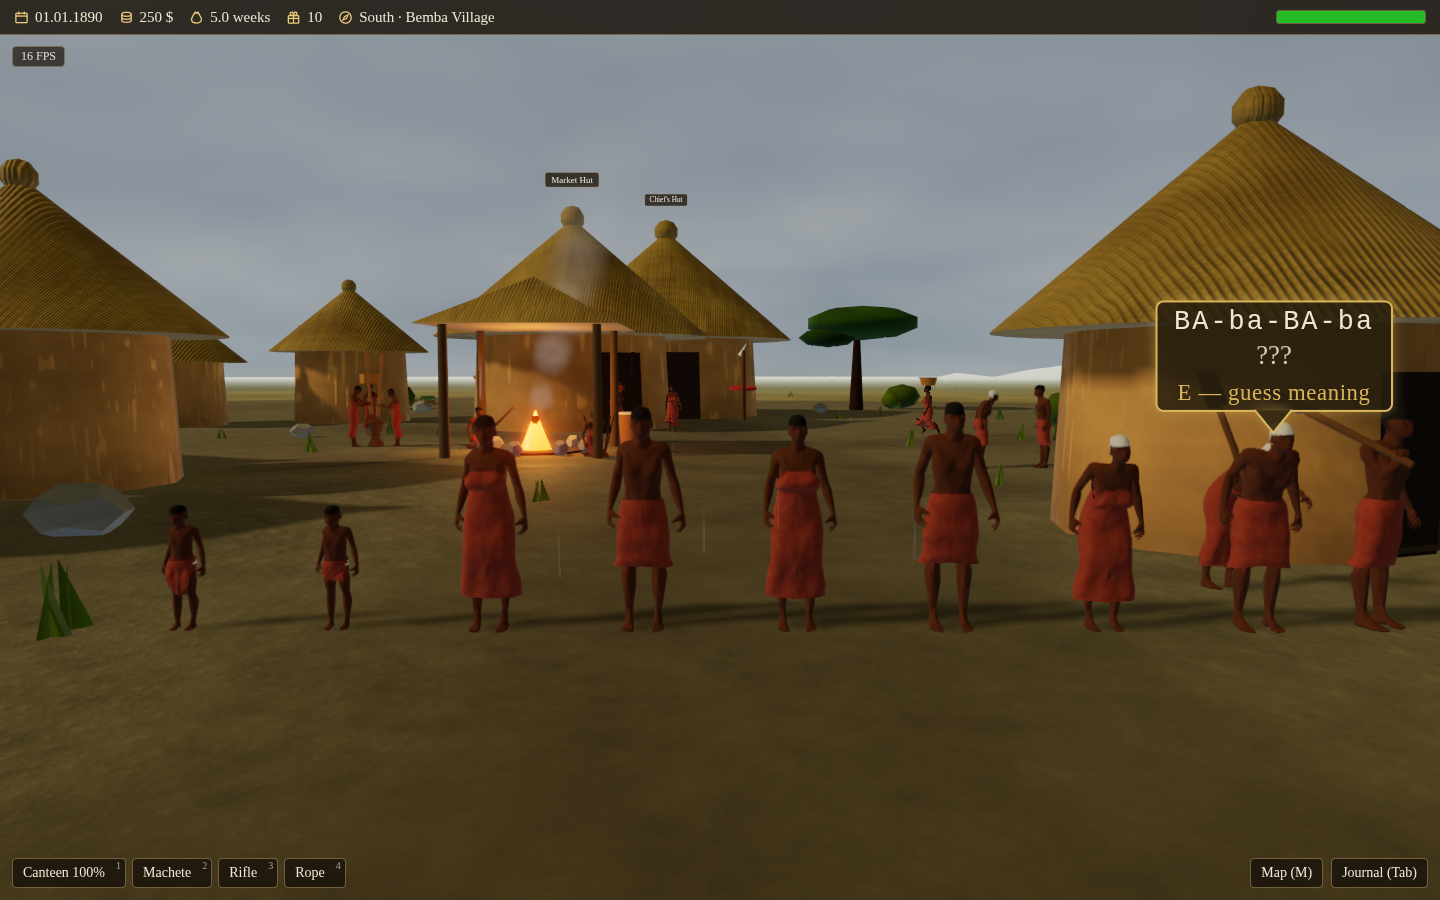 01.01.1890 250 $ 5.0 weeks 10 South · Bemba Village
16 FPS
Market Hut
Chief's Hut
BA-ba-BA-ba
???
E — guess meaning
Canteen 100% 1 Machete 2 Rifle 3 Rope 4
Map (M) Journal (Tab)